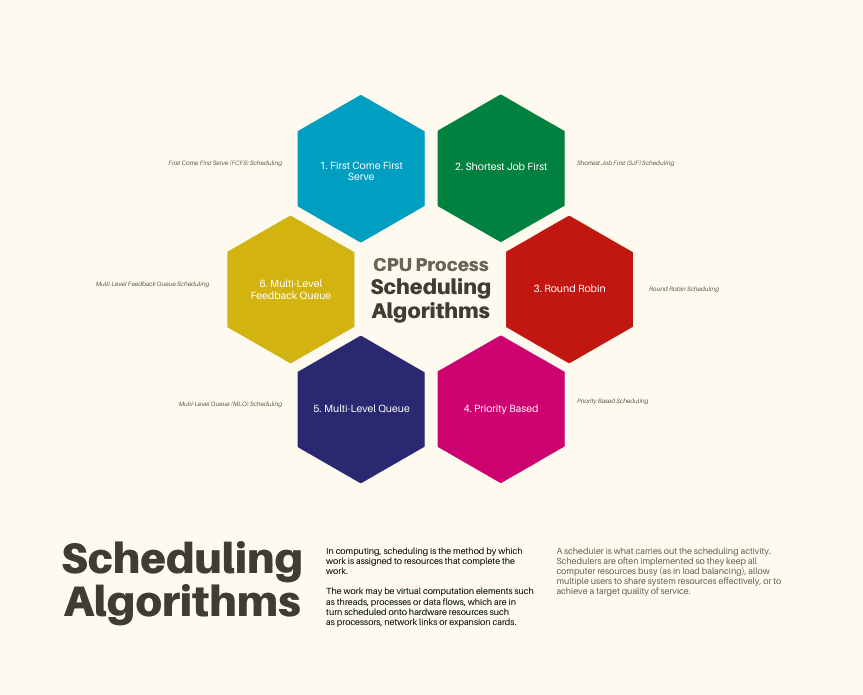 First Come First Serve (FCFS) Scheduling
1. First Come First
Serve
2. Shortest Job First
Shortest Job First (SJF) Scheduling
Multi-Level Feedback Queue Scheduling
6. Multi-Level
Feedback Queue
CPU Process
Scheduling
Algorithms
3. Round Robin
Round Robin Scheduling
Multi-Level Queue (MLQ) Scheduling
5. Multi-Level Queue
4. Priority Based
Priority Based Scheduling
Scheduling
Algorithms
In computing, scheduling is the method by which
work is assigned to resources that complete the
work.
The work may be virtual computation elements such
as threads, processes or data flows, which are in
turn scheduled onto hardware resources such
as processors, network links or expansion cards.
A scheduler is what carries out the scheduling activity.
Schedulers are often implemented so they keep all
computer resources busy (as in load balancing), allow
multiple users to share system resources effectively, or to
achieve a target quality of service.